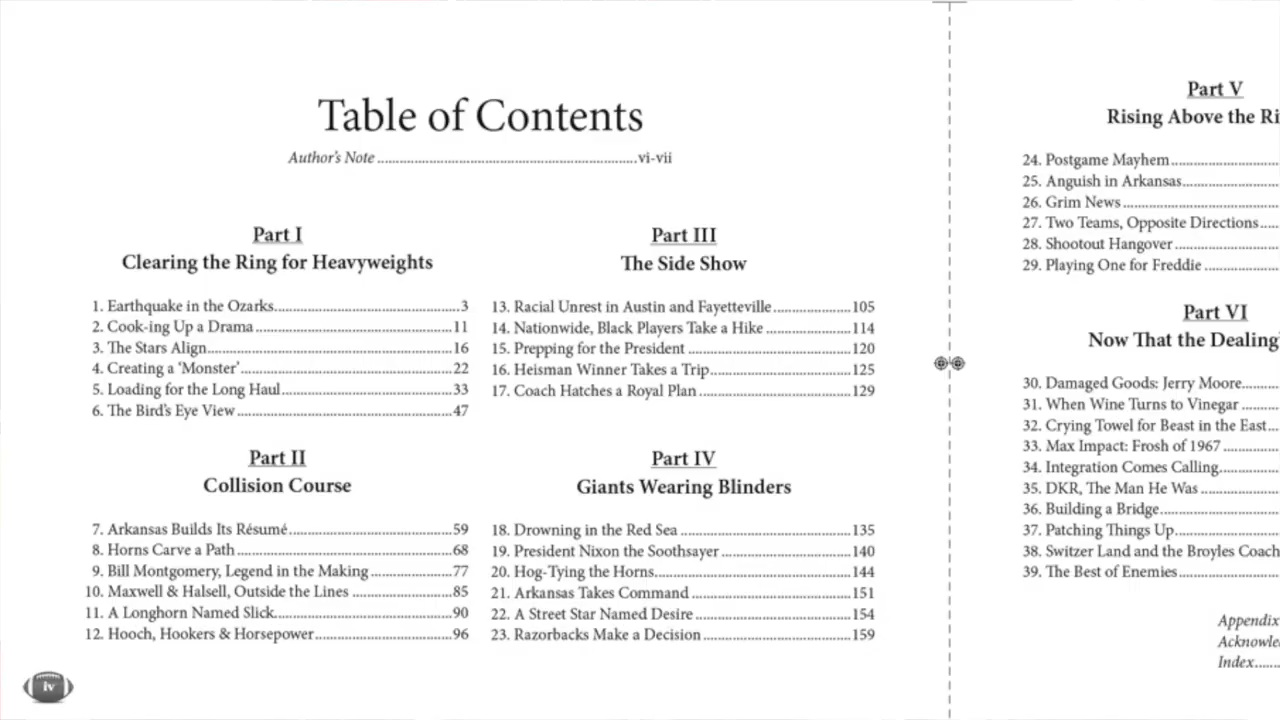 Table of Contents
Author's Note ................................................................vi-vii
Part I
Clearing the Ring for Heavyweights
1. Earthquake in the Ozarks...............................................3
2. Cook-ing Up a Drama ...................................................11
3. The Stars Align...............................................................16
4. Creating a ‘Monster’.......................................................22
5. Loading for the Long Haul............................................33
6. The Bird’s Eye View.......................................................47
Part II
Collision Course
7. Arkansas Builds Its Résumé..........................................59
8. Horns Carve a Path .......................................................68
9. Bill Montgomery, Legend in the Making .....................77
10. Maxwell & Halsell, Outside the Lines .........................85
11. A Longhorn Named Slick.............................................90
12. Hooch, Hookers & Horsepower...................................96
Part III
The Side Show
13. Racial Unrest in Austin and Fayetteville....................105
14. Nationwide, Black Players Take a Hike .....................114
15. Prepping for the President ..........................................120
16. Heisman Winner Takes a Trip.....................................125
17. Coach Hatches a Royal Plan ........................................129
Part IV
Giants Wearing Blinders
18. Drowning in the Red Sea ............................................135
19. President Nixon the Soothsayer .................................140
20. Hog-Tying the Horns...................................................144
21. Arkansas Takes Command ..........................................151
22. A Street Star Named Desire ........................................154
23. Razorbacks Make a Decision .......................................159
iv
Part V
Rising Above the Ri
24. Postgame Mayhem............................
25. Anguish in Arkansas.........................
26. Grim News .......................................
27. Two Teams, Opposite Directions.....
28. Shootout Hangover ...........................
29. Playing One for Freddie ...................
Part VI
Now That the Dealing
30. Damaged Goods: Jerry Moore.........
31. When Wine Turns to Vinegar ..........
32. Crying Towel for Beast in the East...
33. Max Impact: Frosh of 1967 ..............
34. Integration Comes Calling...............
35. DKR, The Man He Was ....................
36. Building a Bridge..............................
37. Patching Things Up..........................
38. Switzer Land and the Broyles Coach
39. The Best of Enemies.........................
Appendix
Acknowle
Index.......